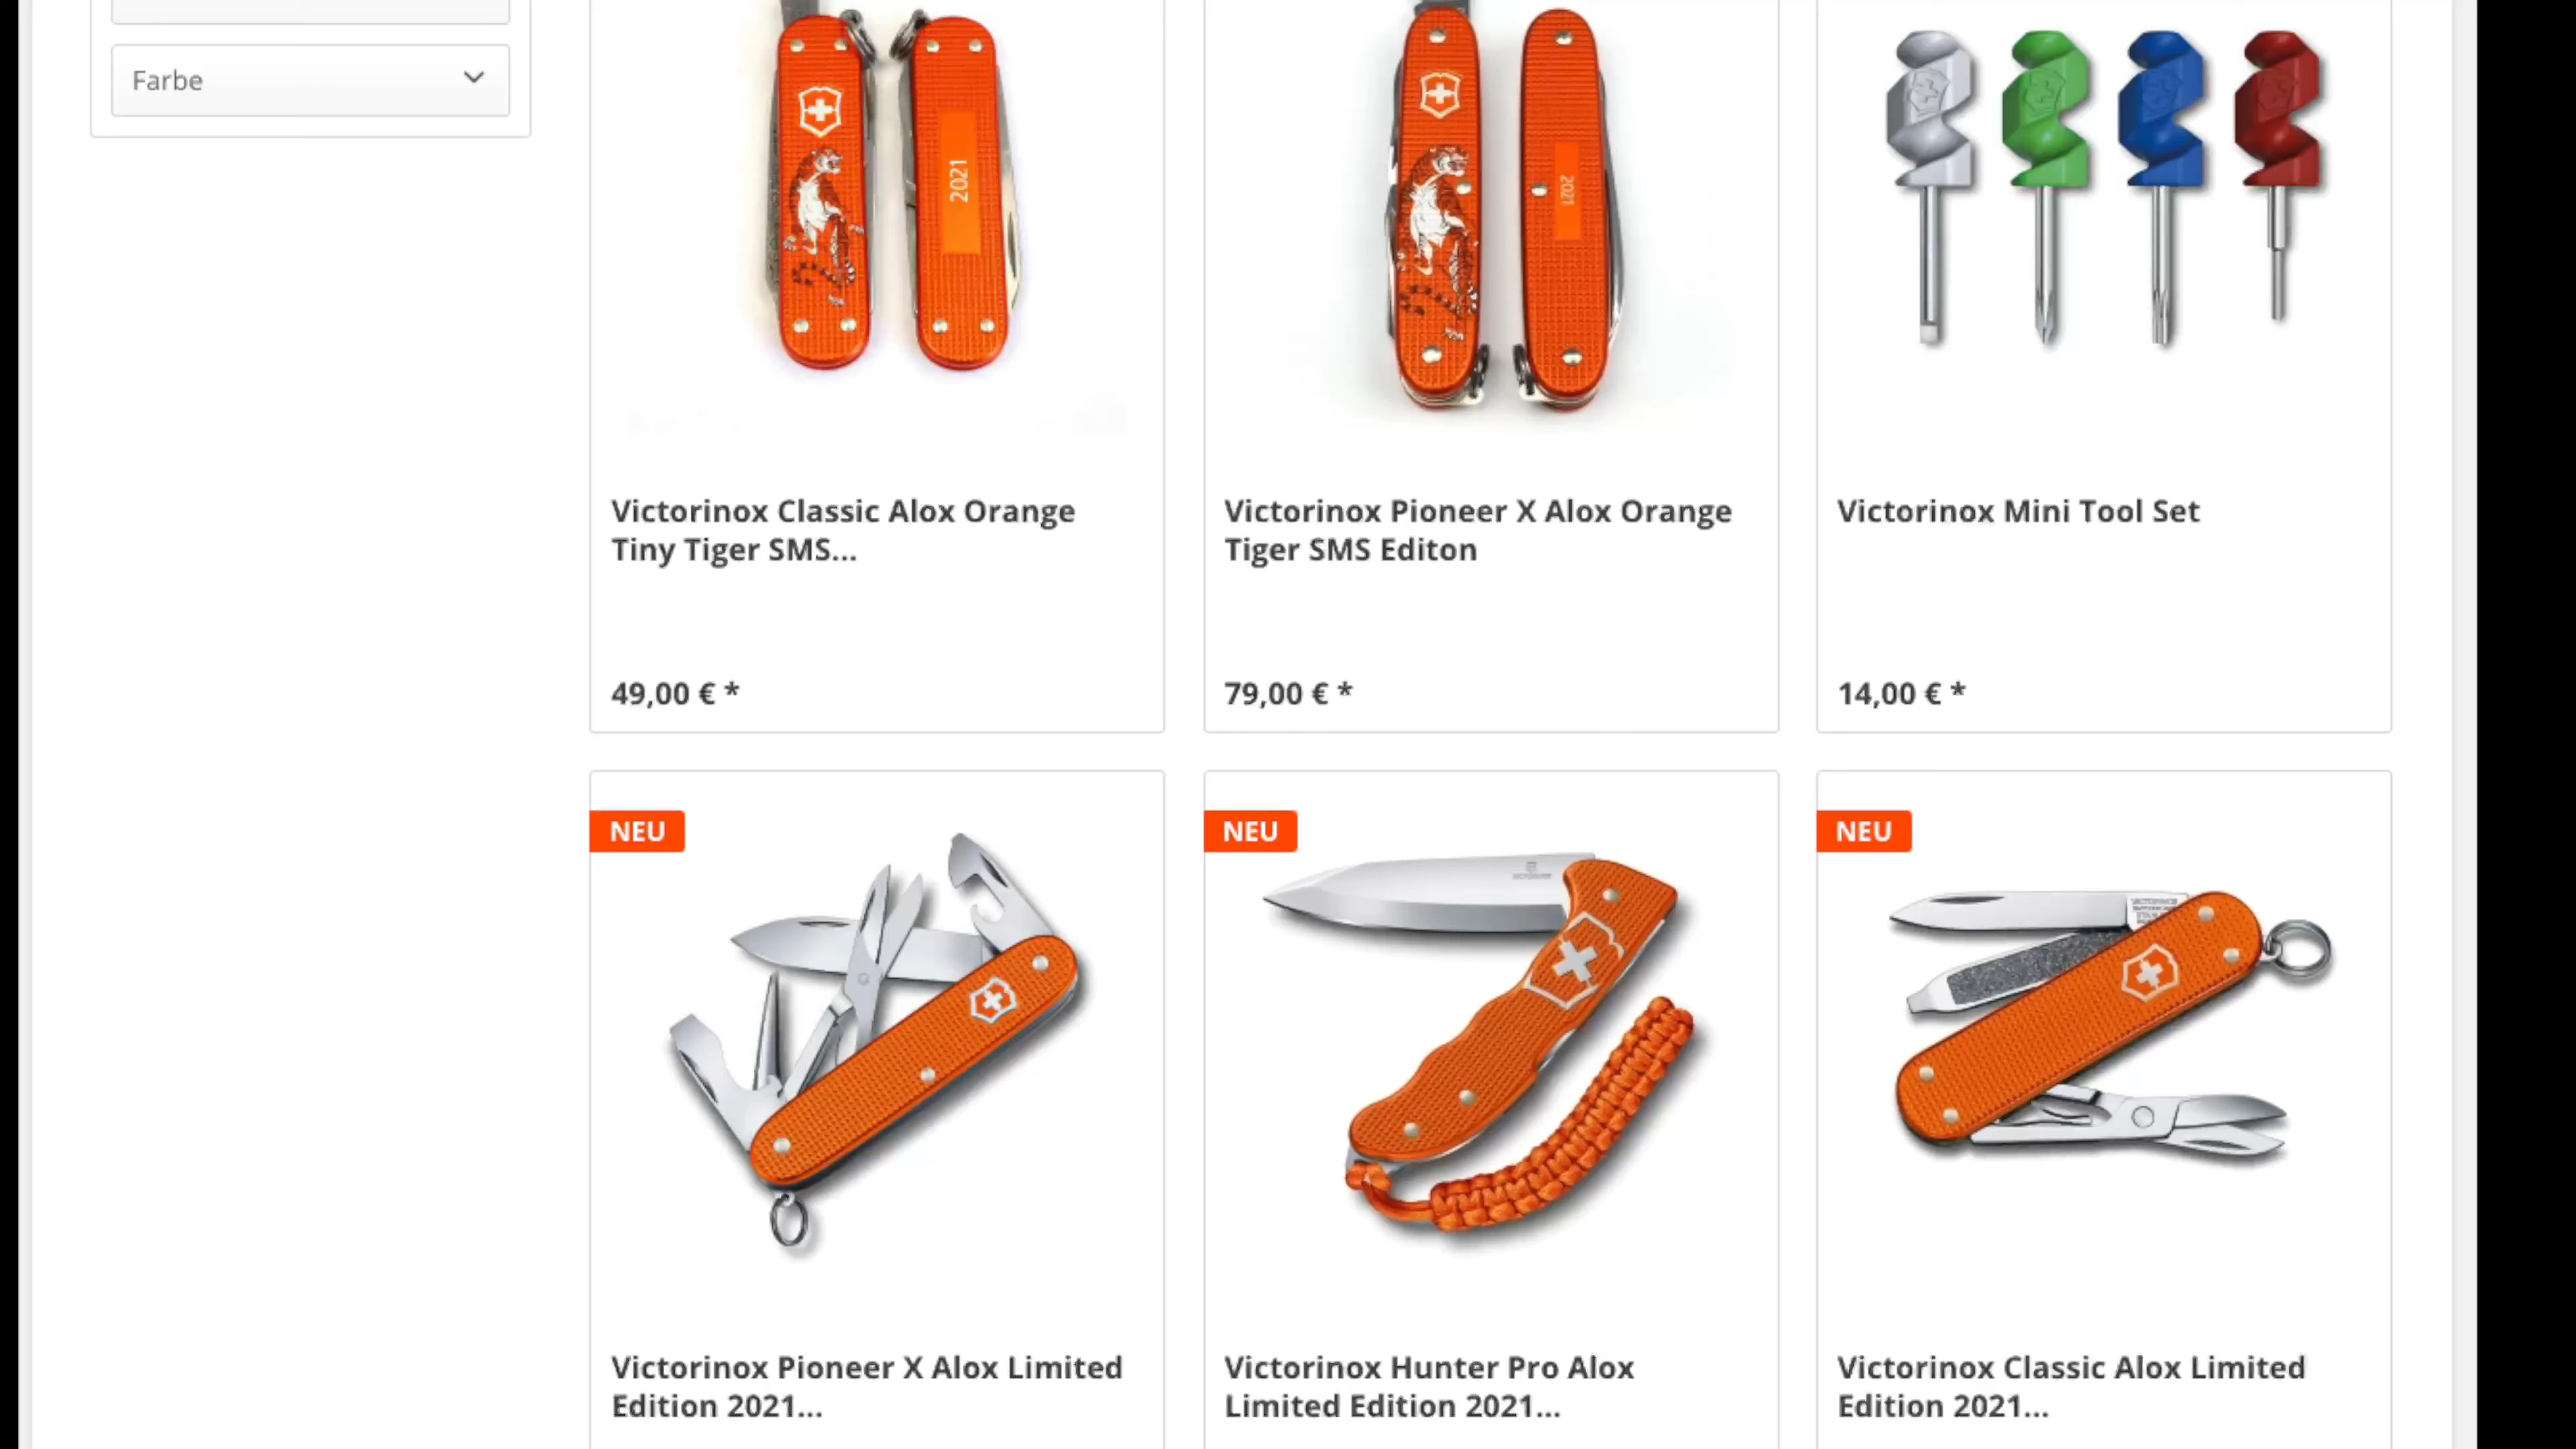 Farbe
2021
2021
Victorinox Classic Alox Orange
Tiny Tiger SMS...
49,00 € *
Victorinox Pioneer X Alox Orange
Tiger SMS Editon
79,00 € *
Victorinox Mini Tool Set
14,00 € *
NEU
Victorinox Pioneer X Alox Limited
Edition 2021...
NEU
Victorinox Hunter Pro Alox
Limited Edition 2021...
NEU
Victorinox Classic Alox Limited
Edition 2021...